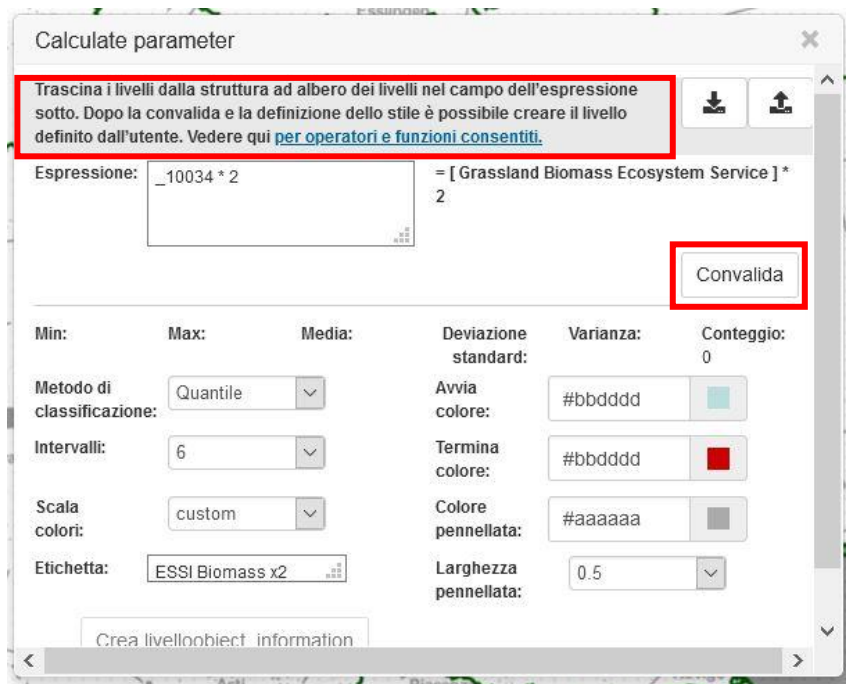 Esslingen
Calculate parameter
Trascina i livelli dalla struttura ad albero dei livelli nel campo dell'espressione
sotto. Dopo la convalida e la definizione dello stile è possibile creare il livello
definito dall'utente. Vedere qui per operatori e funzioni consentiti.
Espressione: _10034 * 2 = [ Grassland Biomass Ecosystem Service ] *
2
Convalida
Min: Max: Media: Deviazione standard: Varianza: Conteggio:
0
Metodo di classificazione: Quantile Avvia colore: #bbdddd
Intervalli: 6 Termina colore: #bbdddd
Scala colori: custom Colore pennellata: #aaaaaa
Etichetta: ESSI Biomass x2 Larghezza pennellata: 0.5
Crea livelloobject_information